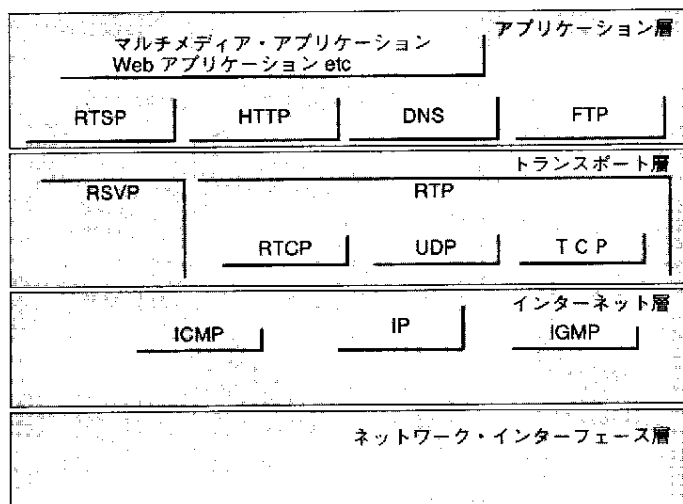 アプリケーション層
マルチメディア・アプリケーション
Web アプリケーション etc
RTSP
HTTP
DNS
FTP
トランスポート層
RSVP
RTP
RTCP
UDP
TCP
インターネット層
ICMP
IP
IGMP
ネットワーク・インターフェース層